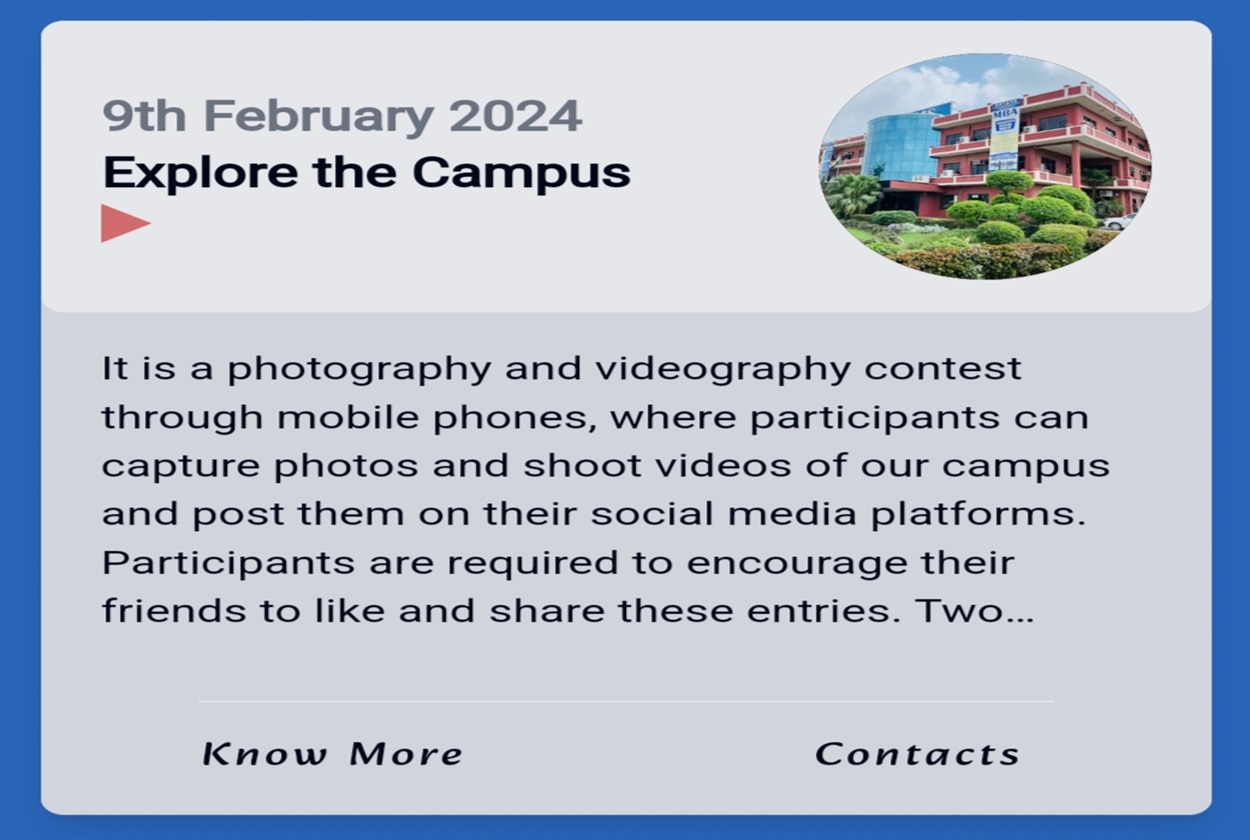 9th February 2024
Explore the Campus
MBA
It is a photography and videography contest
through mobile phones, where participants can
capture photos and shoot videos of our campus
and post them on their social media platforms.
Participants are required to encourage their
friends to like and share these entries. Two...
Know More
Contacts